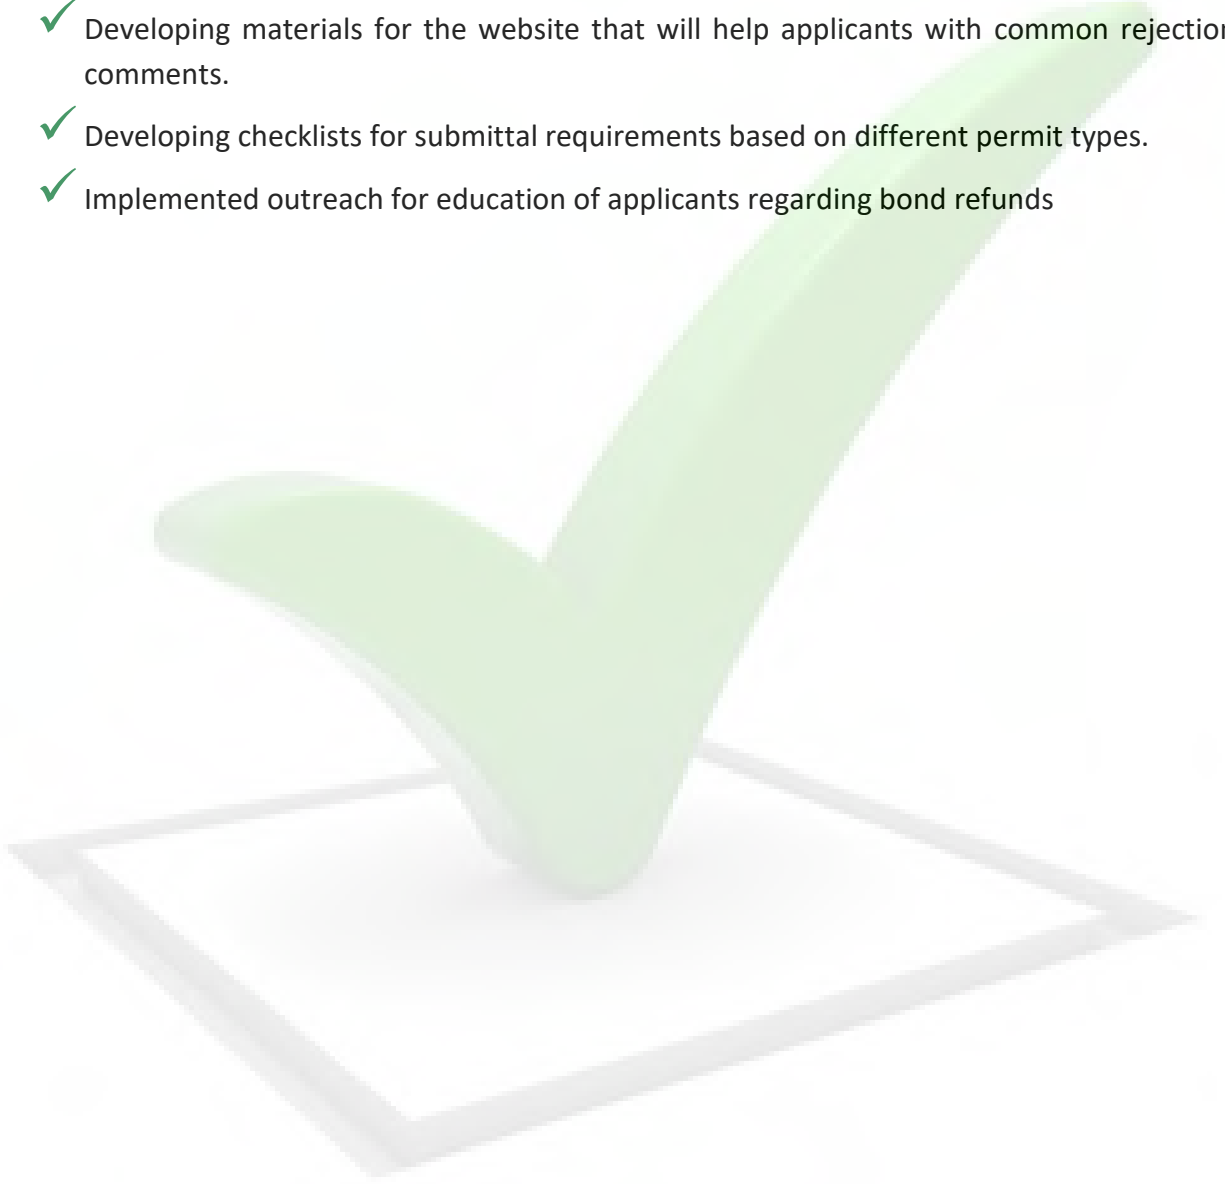 Developing materials for the website that will help applicants with common rejection
comments.
Developing checklists for submittal requirements based on different permit types.
Implemented outreach for education of applicants regarding bond refunds